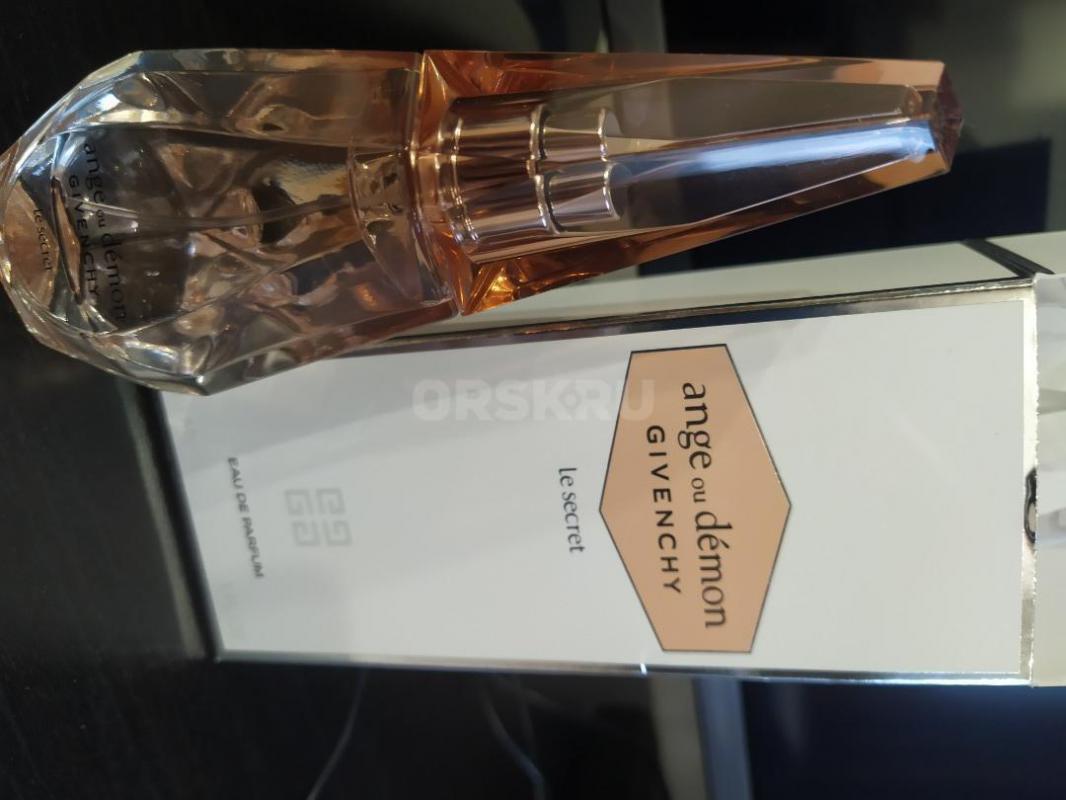 ange ou démon
GIVENCHY
le secret
ange ou démon
GIVENCHY
le secret
EAU DE PARFUM
ORSK.RU